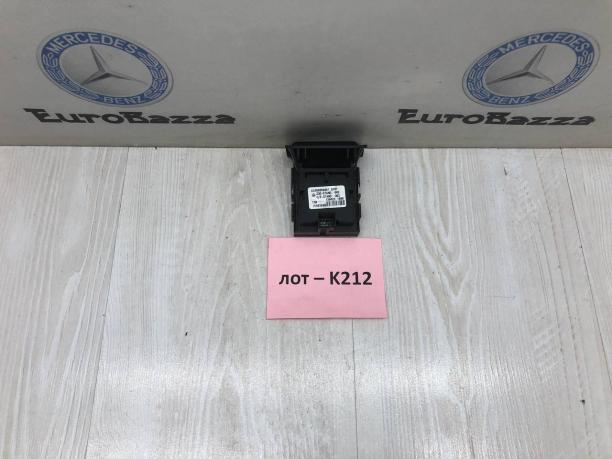 MERCEDES
BENZ
EuroBazza
MERCEDES
BENZ
EuroBazza
лот – К212